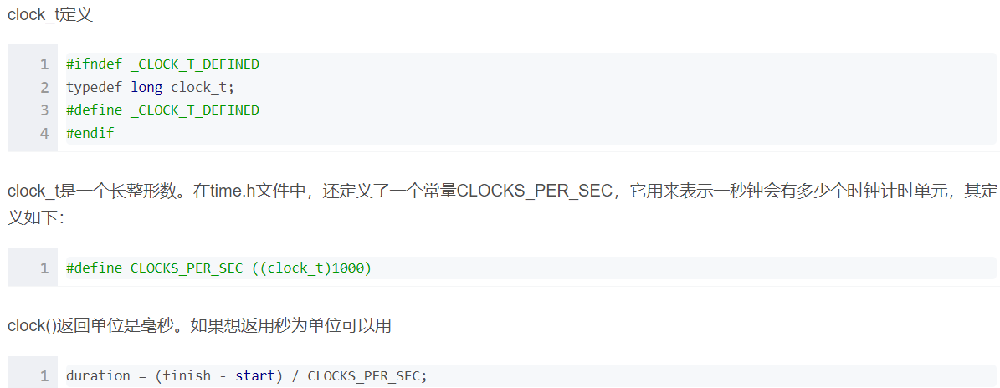 clock_t定义
1 #ifndef _CLOCK_T_DEFINED
2 typedef long clock_t;
3 #define _CLOCK_T_DEFINED
4 #endif
clock_t是一个长整形数。在time.h文件中，还定义了一个常量CLOCKS_PER_SEC，它用来表示一秒钟会有多少个时钟计时单元，其定
义如下：
1 #define CLOCKS_PER_SEC ((clock_t)1000)
clock()返回单位是毫秒。如果想返用秒为单位可以用
1 duration = (finish - start) / CLOCKS_PER_SEC;